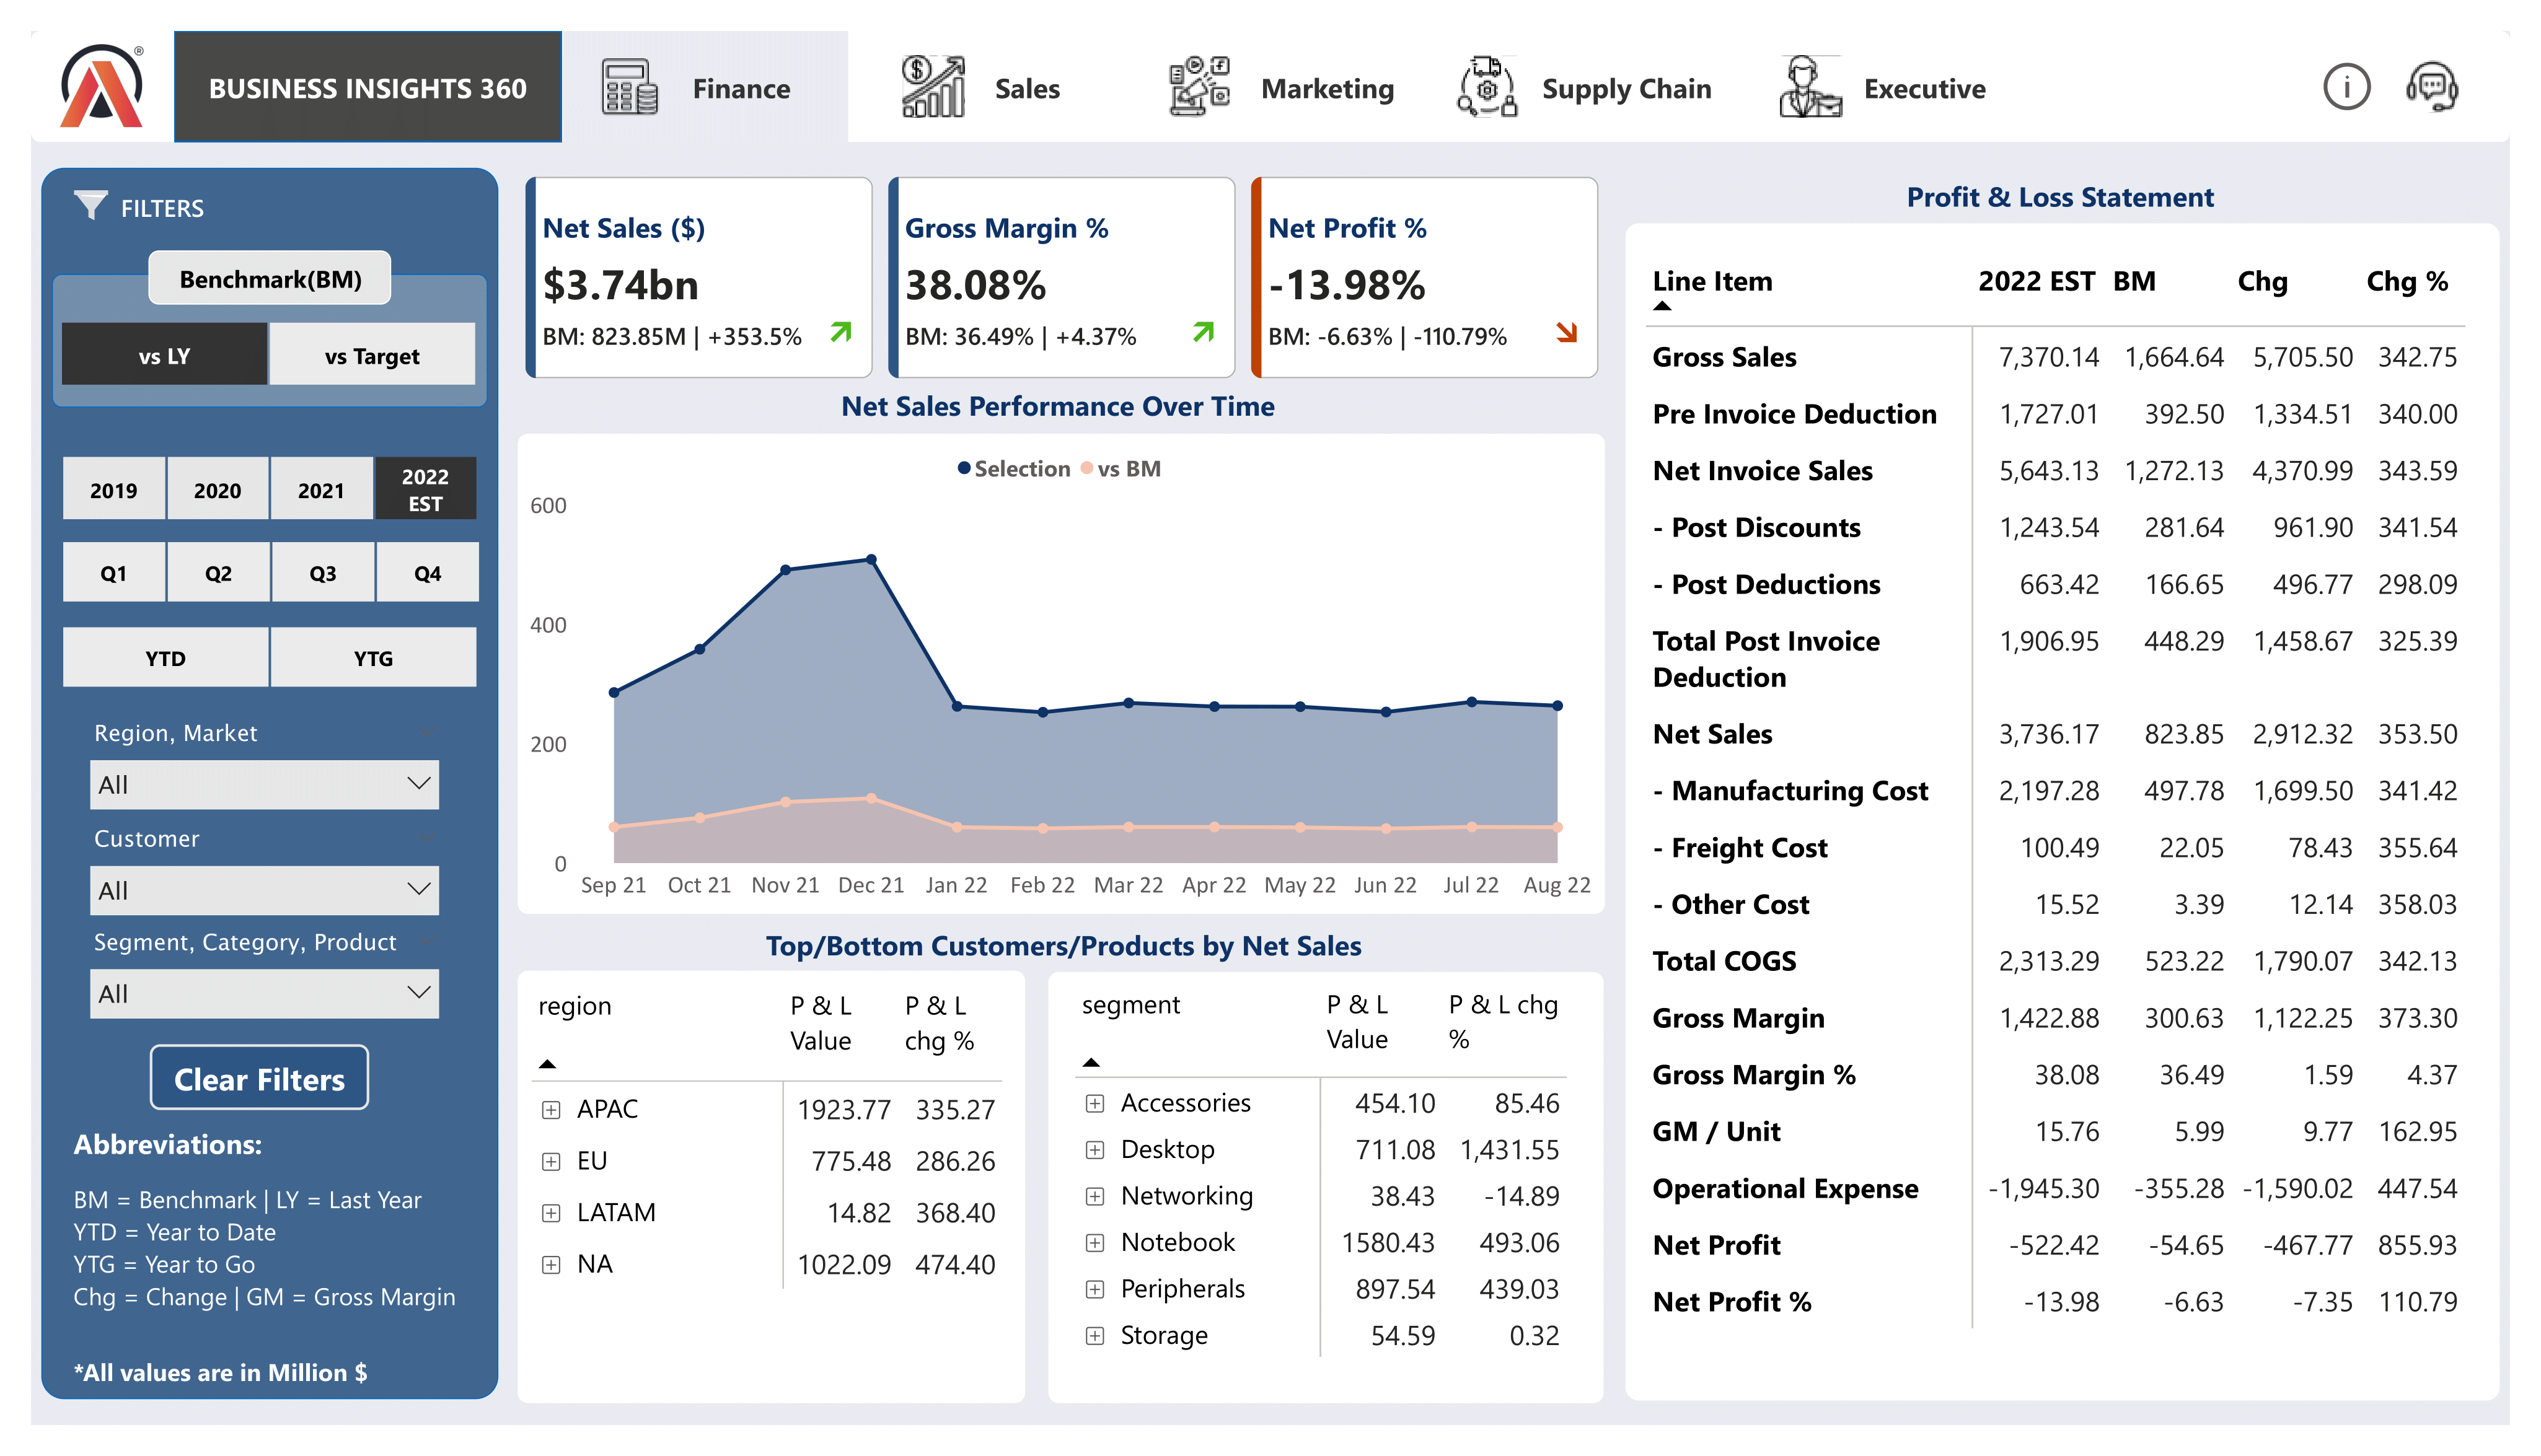 ®
BUSINESS INSIGHTS 360
Finance
Sales
Marketing
Supply Chain
Executive
i
FILTERS
Benchmark(BM)
vs LY
vs Target
2019
2020
2021
2022
EST
Q1
Q2
Q3
Q4
YTD
YTG
Region, Market
All
Customer
All
Segment, Category, Product
All
Clear Filters
Abbreviations:
BM = Benchmark | LY = Last Year
YTD = Year to Date
YTG = Year to Go
Chg = Change | GM = Gross Margin
*All values are in Million $
Net Sales ($)
$3.74bn
BM: 823.85M | +353.5%
Gross Margin %
38.08%
BM: 36.49% | +4.37%
Net Profit %
-13.98%
BM: -6.63% | -110.79%
Net Sales Performance Over Time
Selection vs BM
600
400
200
0
Sep 21 Oct 21 Nov 21 Dec 21 Jan 22 Feb 22 Mar 22 Apr 22 May 22 Jun 22 Jul 22 Aug 22
Top/Bottom Customers/Products by Net Sales
region P & L Value P & L chg %
APAC 1923.77 335.27
EU 775.48 286.26
LATAM 14.82 368.40
NA 1022.09 474.40
segment P & L Value P & L chg %
Accessories 454.10 85.46
Desktop 711.08 1,431.55
Networking 38.43 -14.89
Notebook 1580.43 493.06
Peripherals 897.54 439.03
Storage 54.59 0.32
Profit & Loss Statement
Line Item 2022 EST BM Chg Chg %
Gross Sales 7,370.14 1,664.64 5,705.50 342.75
Pre Invoice Deduction 1,727.01 392.50 1,334.51 340.00
Net Invoice Sales 5,643.13 1,272.13 4,370.99 343.59
- Post Discounts 1,243.54 281.64 961.90 341.54
- Post Deductions 663.42 166.65 496.77 298.09
Total Post Invoice 1,906.95 448.29 1,458.67 325.39
Deduction
Net Sales 3,736.17 823.85 2,912.32 353.50
- Manufacturing Cost 2,197.28 497.78 1,699.50 341.42
- Freight Cost 100.49 22.05 78.43 355.64
- Other Cost 15.52 3.39 12.14 358.03
Total COGS 2,313.29 523.22 1,790.07 342.13
Gross Margin 1,422.88 300.63 1,122.25 373.30
Gross Margin % 38.08 36.49 1.59 4.37
GM / Unit 15.76 5.99 9.77 162.95
Operational Expense -1,945.30 -355.28 -1,590.02 447.54
Net Profit -522.42 -54.65 -467.77 855.93
Net Profit % -13.98 -6.63 -7.35 110.79